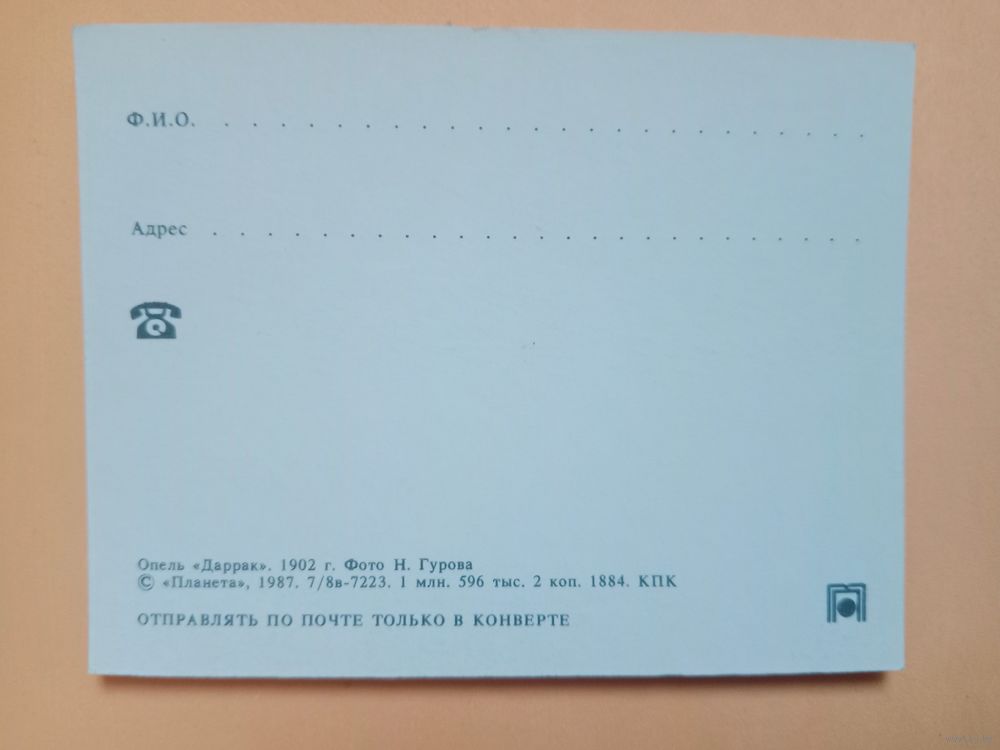 Ф.И.О. . . . . . . . . . . . . . . . . . . . . . . . .
Адрес . . . . . . . . . . . . . . . . . . . . . . . . .
Опель «Даррак». 1902 г. Фото Н. Гурова
© «Планета», 1987. 7/8в-7223. 1 млн. 596 тыс. 2 коп. 1884. КПК
ОТПРАВЛЯТЬ ПО ПОЧТЕ ТОЛЬКО В КОНВЕРТЕ